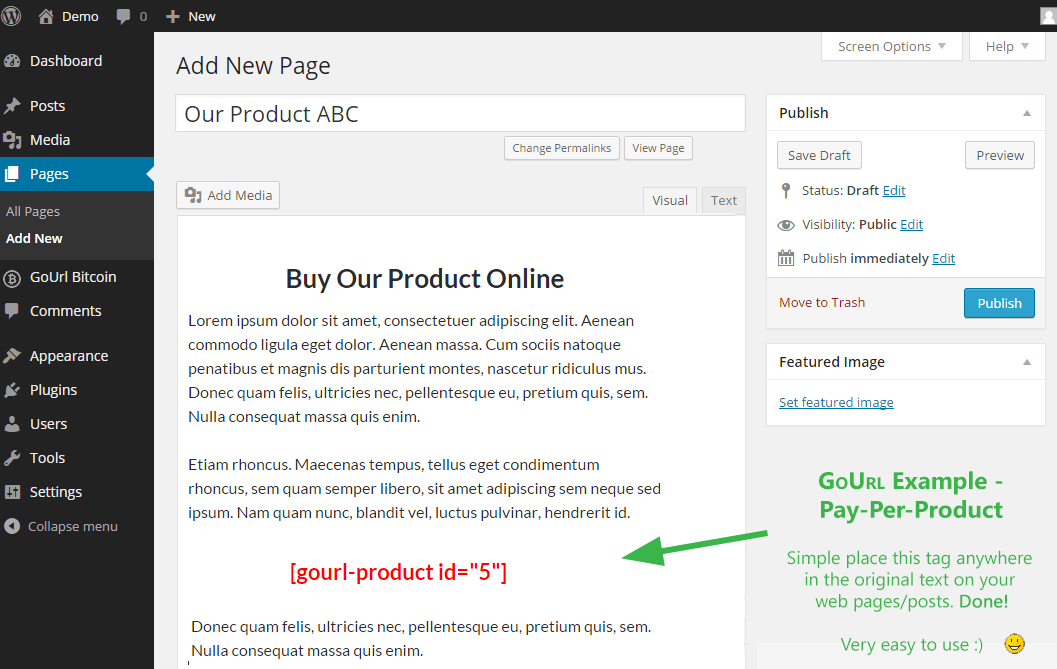 Demo 0 New
Dashboard
Posts
Media
Pages
All Pages
Add New
GoUrl Bitcoin
Comments
Appearance
Plugins
Users
Tools
Settings
Collapse menu
Screen Options Help
Add New Page
Our Product ABC
Change Permalinks View Page
Add Media
Visual Text
Buy Our Product Online
Lorem ipsum dolor sit amet, consectetuer adipiscing elit. Aenean
commodo ligula eget dolor. Aenean massa. Cum sociis natoque
penatibus et magnis dis parturient montes, nascetur ridiculus mus.
Donec quam felis, ultricies nec, pellentesque eu, pretium quis, sem.
Nulla consequat massa quis enim.
Etiam rhoncus. Maecenas tempus, tellus eget condimentum
rhoncus, sem quam semper libero, sit amet adipiscing sem neque sed
ipsum. Nam quam nunc, blandit vel, luctus pulvinar, hendrerit id.
[gourl-product id="5"]
Donec quam felis, ultricies nec, pellentesque eu, pretium quis, sem.
Nulla consequat massa quis enim.
Publish
Save Draft Preview
Status: Draft Edit
Visibility: Public Edit
Publish immediately Edit
Move to Trash Publish
Featured Image
Set featured image
GoUrl Example -
Pay-Per-Product
Simple place this tag anywhere
in the original text on your
web pages/posts. Done!
Very easy to use :)